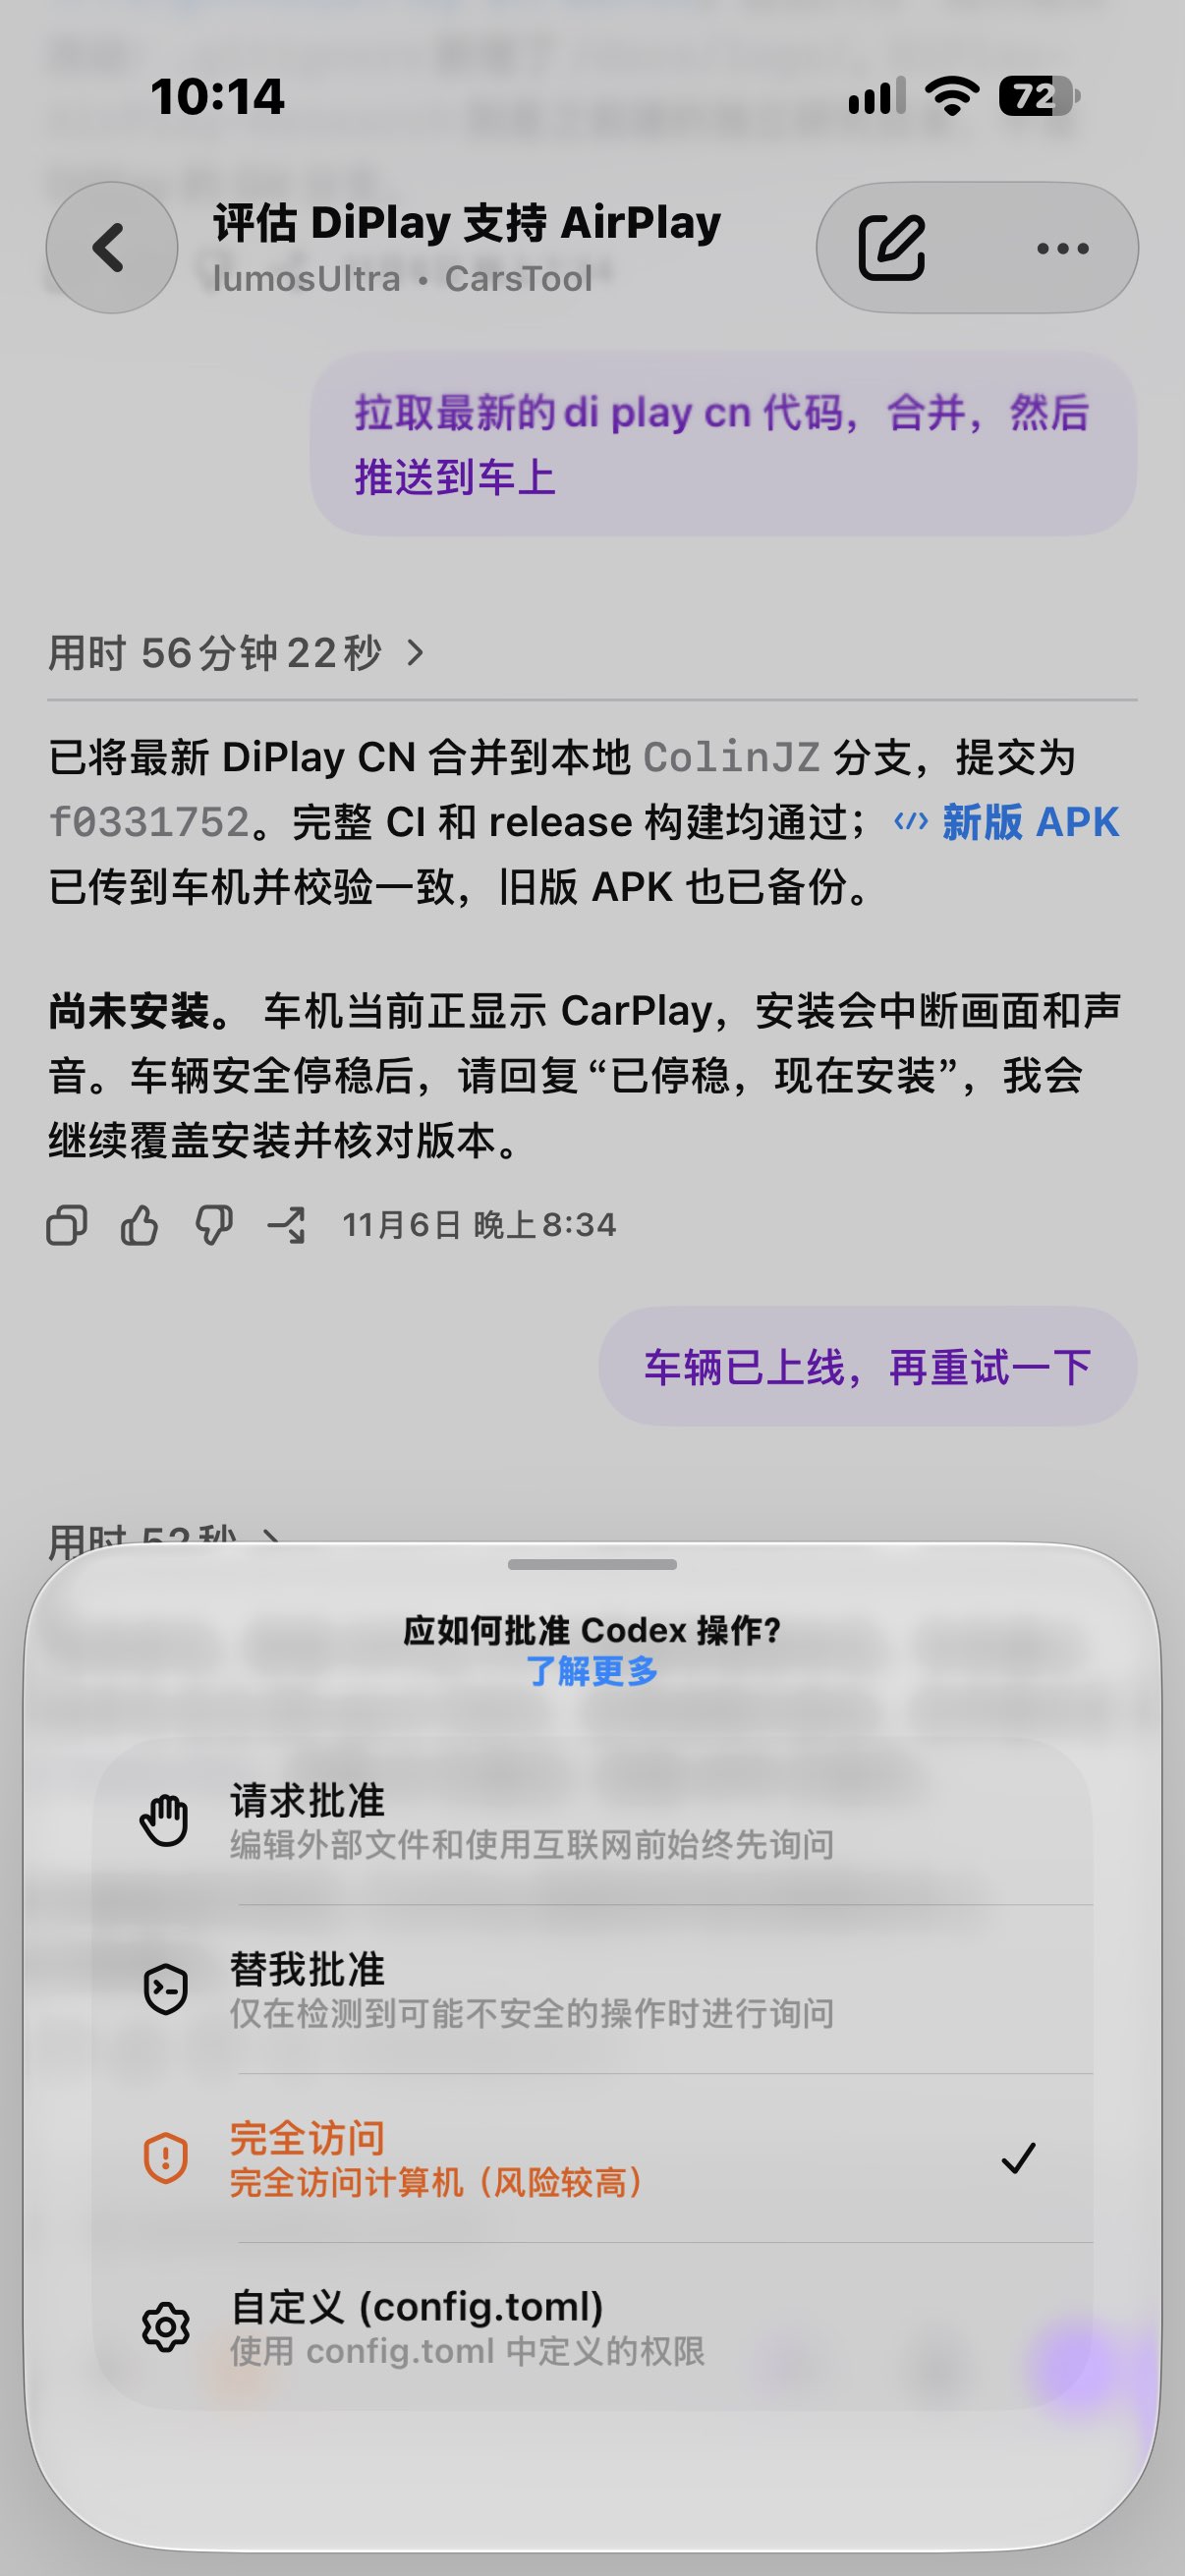 10:14
72
评估 DiPlay 支持 AirPlay
lumosUltra • CarsTool
拉取最新的 di play cn 代码，合并，然后
推送到车上
用时 56分钟 22秒
已将最新 DiPlay CN 合并到本地 ColinJZ 分支，提交为
f0331752。完整 CI 和 release 构建均通过；新版 APK
已传到车机并校验一致，旧版 APK 也已备份。
尚未安装。 车机当前正显示 CarPlay，安装会中断画面和声
音。车辆安全停稳后，请回复“已停稳，现在安装”，我会
继续覆盖安装并核对版本。
11月6日 晚上 8:34
车辆已上线，再重试一下
用时 52秒
应如何批准 Codex 操作?
了解更多
请求批准
编辑外部文件和使用互联网前始终先询问
替我批准
仅在检测到可能不安全的操作时进行询问
完全访问
完全访问计算机（风险较高）
自定义 (config.toml)
使用 config.toml 中定义的权限